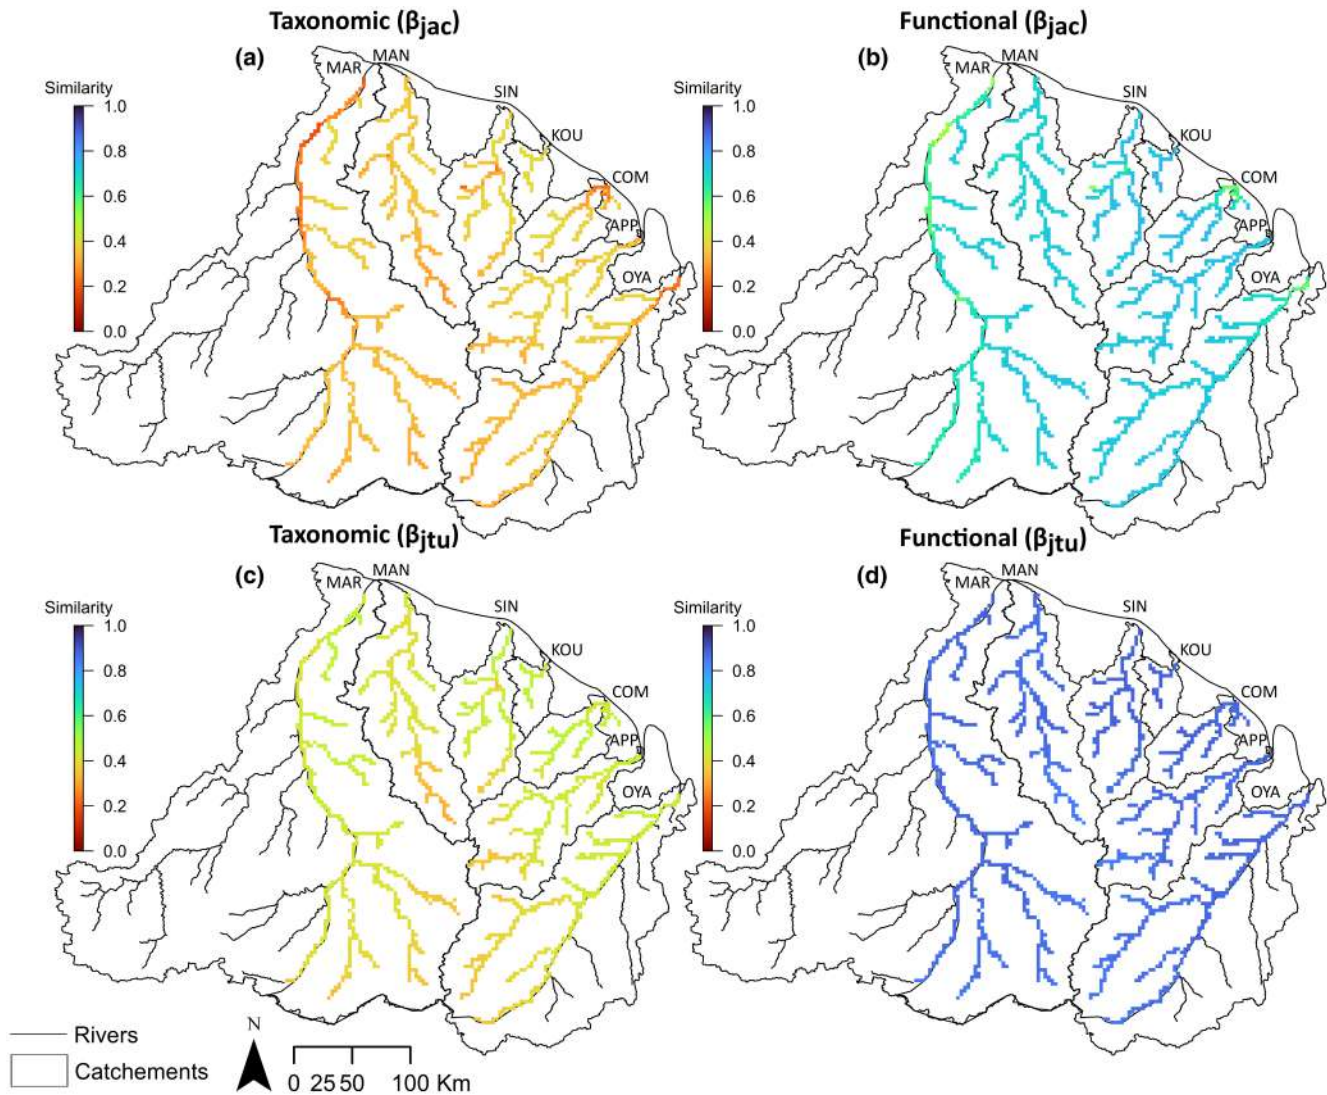 Taxonomic (βjac)
Functional (βjac)
(a)
MAR
MAN
SIN
KOU
COM
APP
OYA
Similarity
1.0
0.8
0.6
0.4
0.2
0.0
(b)
MAR
MAN
SIN
KOU
COM
APP
OYA
Similarity
1.0
0.8
0.6
0.4
0.2
0.0
Taxonomic (βjtu)
Functional (βjtu)
(c)
MAR
MAN
SIN
KOU
COM
APP
OYA
Similarity
1.0
0.8
0.6
0.4
0.2
0.0
(d)
MAR
MAN
SIN
KOU
COM
APP
OYA
Similarity
1.0
0.8
0.6
0.4
0.2
0.0
Rivers
Catchements
N
0 25 50 100 Km